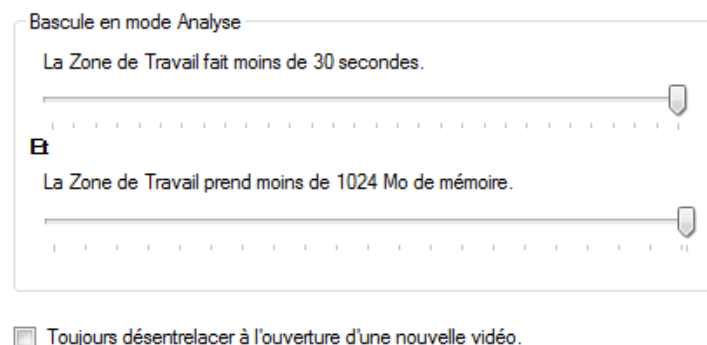 Bascule en mode Analyse
La Zone de Travail fait moins de 30 secondes.
Et
La Zone de Travail prend moins de 1024 Mo de mémoire.
Toujours désentrelacer à l'ouverture d'une nouvelle vidéo.